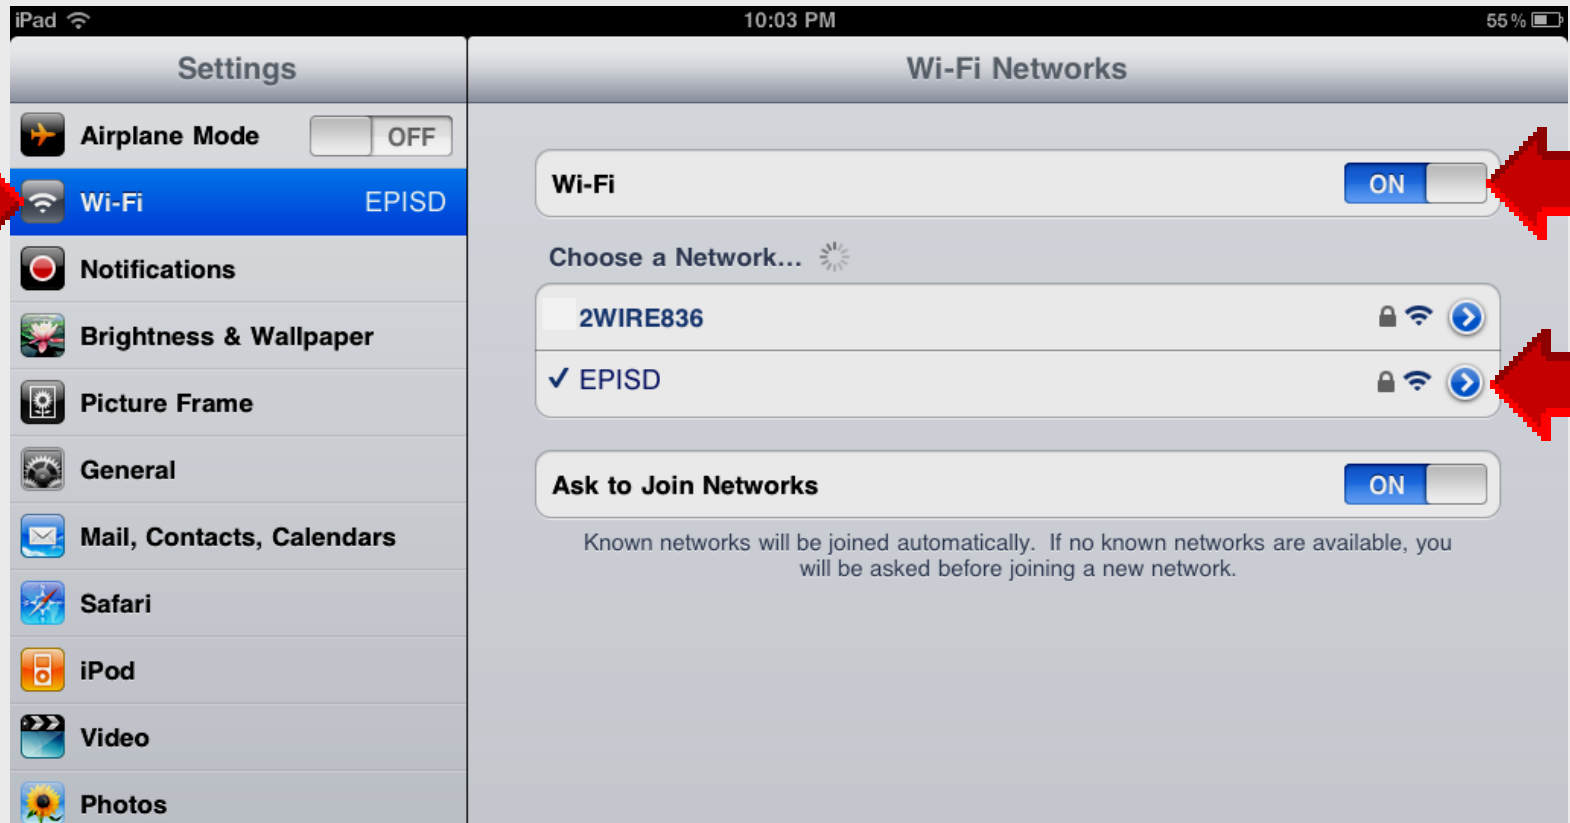 iPad 10:03 PM 55%
Settings
Wi-Fi Networks
Airplane Mode OFF
Wi-Fi EPISD
Notifications
Brightness & Wallpaper
Picture Frame
General
Mail, Contacts, Calendars
Safari
iPod
Video
Photos
Wi-Fi ON
Choose a Network...
2WIRE836
EPISD
Ask to Join Networks ON
Known networks will be joined automatically. If no known networks are available, you
will be asked before joining a new network.